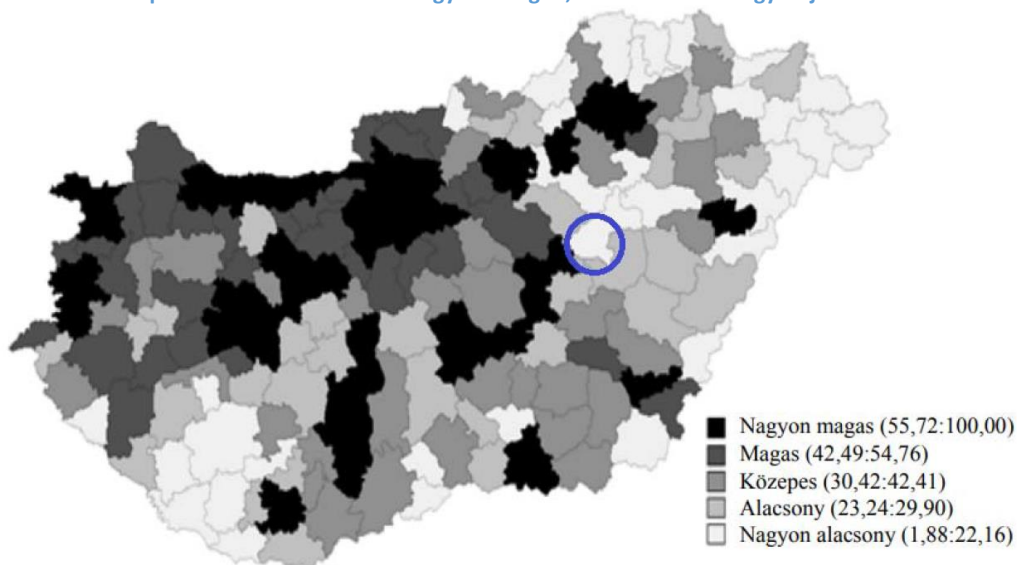 Nagyon magas (55,72:100,00)
Magas (42,49:54,76)
Közepes (30,42:42,41)
Alacsony (23,24:29,90)
Nagyon alacsony (1,88:22,16)